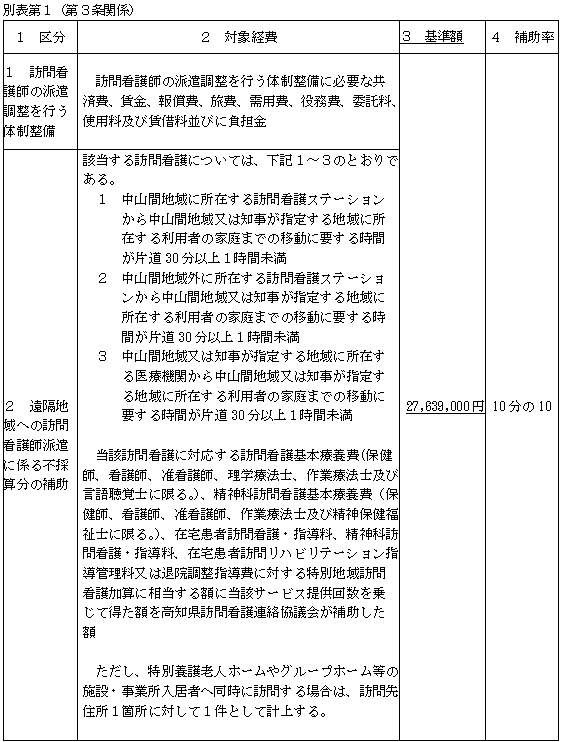 別表第１（第３条関係）
１　区分
２　対象経費
３　基準額
４　補助率
１　訪問看
護師の派遣
調整を行う
体制整備
訪問看護師の派遣調整を行う体制整備に必要な共
済費、賃金、報償費、旅費、需用費、役務費、委託料、
使用料及び賃借料並びに負担金
２　遠隔地
域への訪問
看護師派遣
に係る不採
算分の補助
該当する訪問看護については、下記１～３のとおりで
ある。
１　中山間地域に所在する訪問看護ステーション
から中山間地域又は知事が指定する地域に所
在する利用者の家庭までの移動に要する時間
が片道30分以上１時間未満
２　中山間地域外に所在する訪問看護ステーショ
ンから中山間地域又は知事が指定する地域に
所在する利用者の家庭までの移動に要する時
間が片道30分以上１時間未満
３　中山間地域又は知事が指定する地域に所在す
る医療機関から中山間地域又は知事が指定す
る地域に所在する利用者の家庭までの移動に
要する時間が片道30分以上１時間未満
当該訪問看護に対応する訪問看護基本療養費(保健
師、看護師、准看護師、理学療法士、作業療法士及び
言語聴覚士に限る。)、精神科訪問看護基本療養費（保
健師、看護師、准看護師、作業療法士及び精神保健福
祉士に限る。)、在宅患者訪問看護・指導料、精神科訪
問看護・指導料、在宅患者訪問リハビリテーション指
導管理料又は退院調整指導費に対する特別地域訪問
看護加算に相当する額に当該サービス提供回数を乗
じて得た額を高知県訪問看護連絡協議会が補助した
額
ただし、特別養護老人ホームやグループホーム等の
施設・事業所入居者へ同時に訪問する場合は、訪問先
住所１箇所に対して１件として計上する。
27,639,000円
10分の10